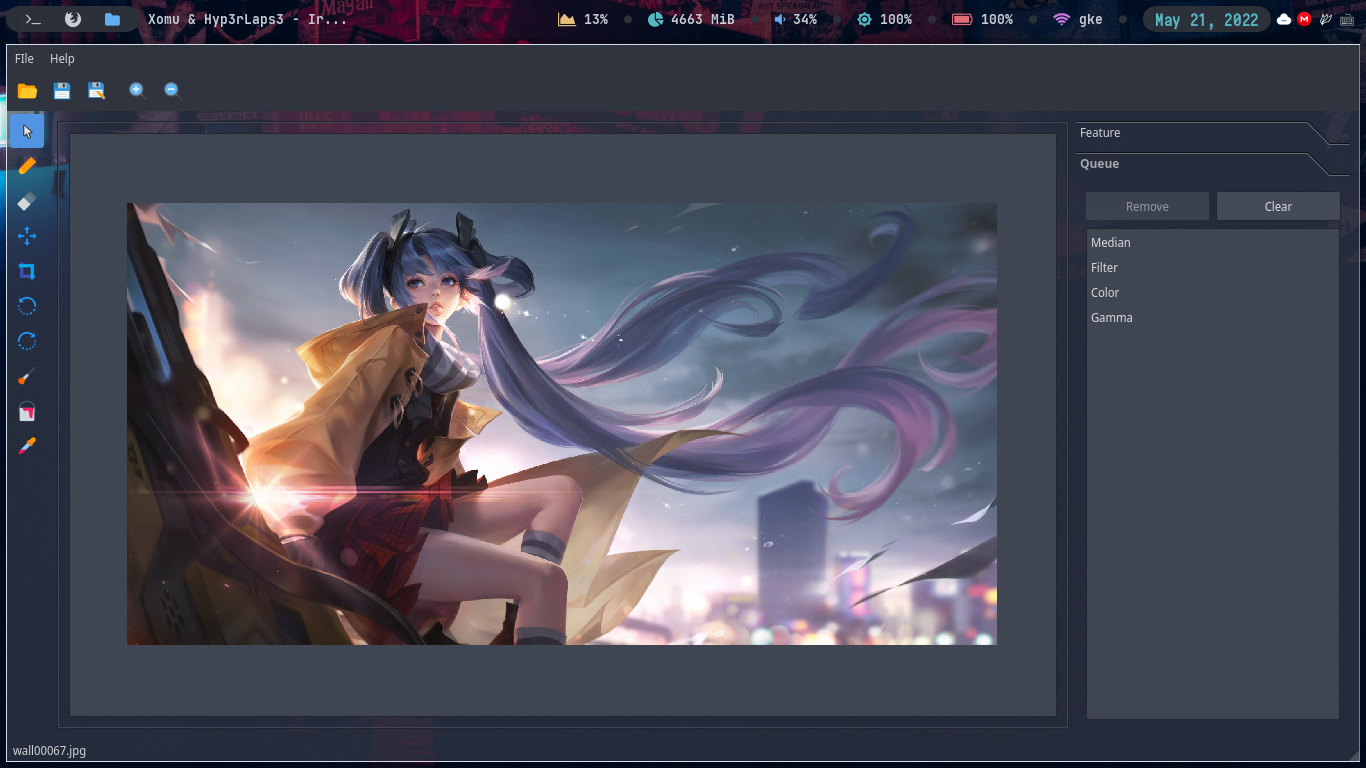 Xomu & Hyp3rLaps3 - Ir...
13%
4663 MiB
34%
100%
100%
gke
May 21, 2022
FIle Help
Feature
Queue
Remove Clear
Median
Filter
Color
Gamma
wall00067.jpg